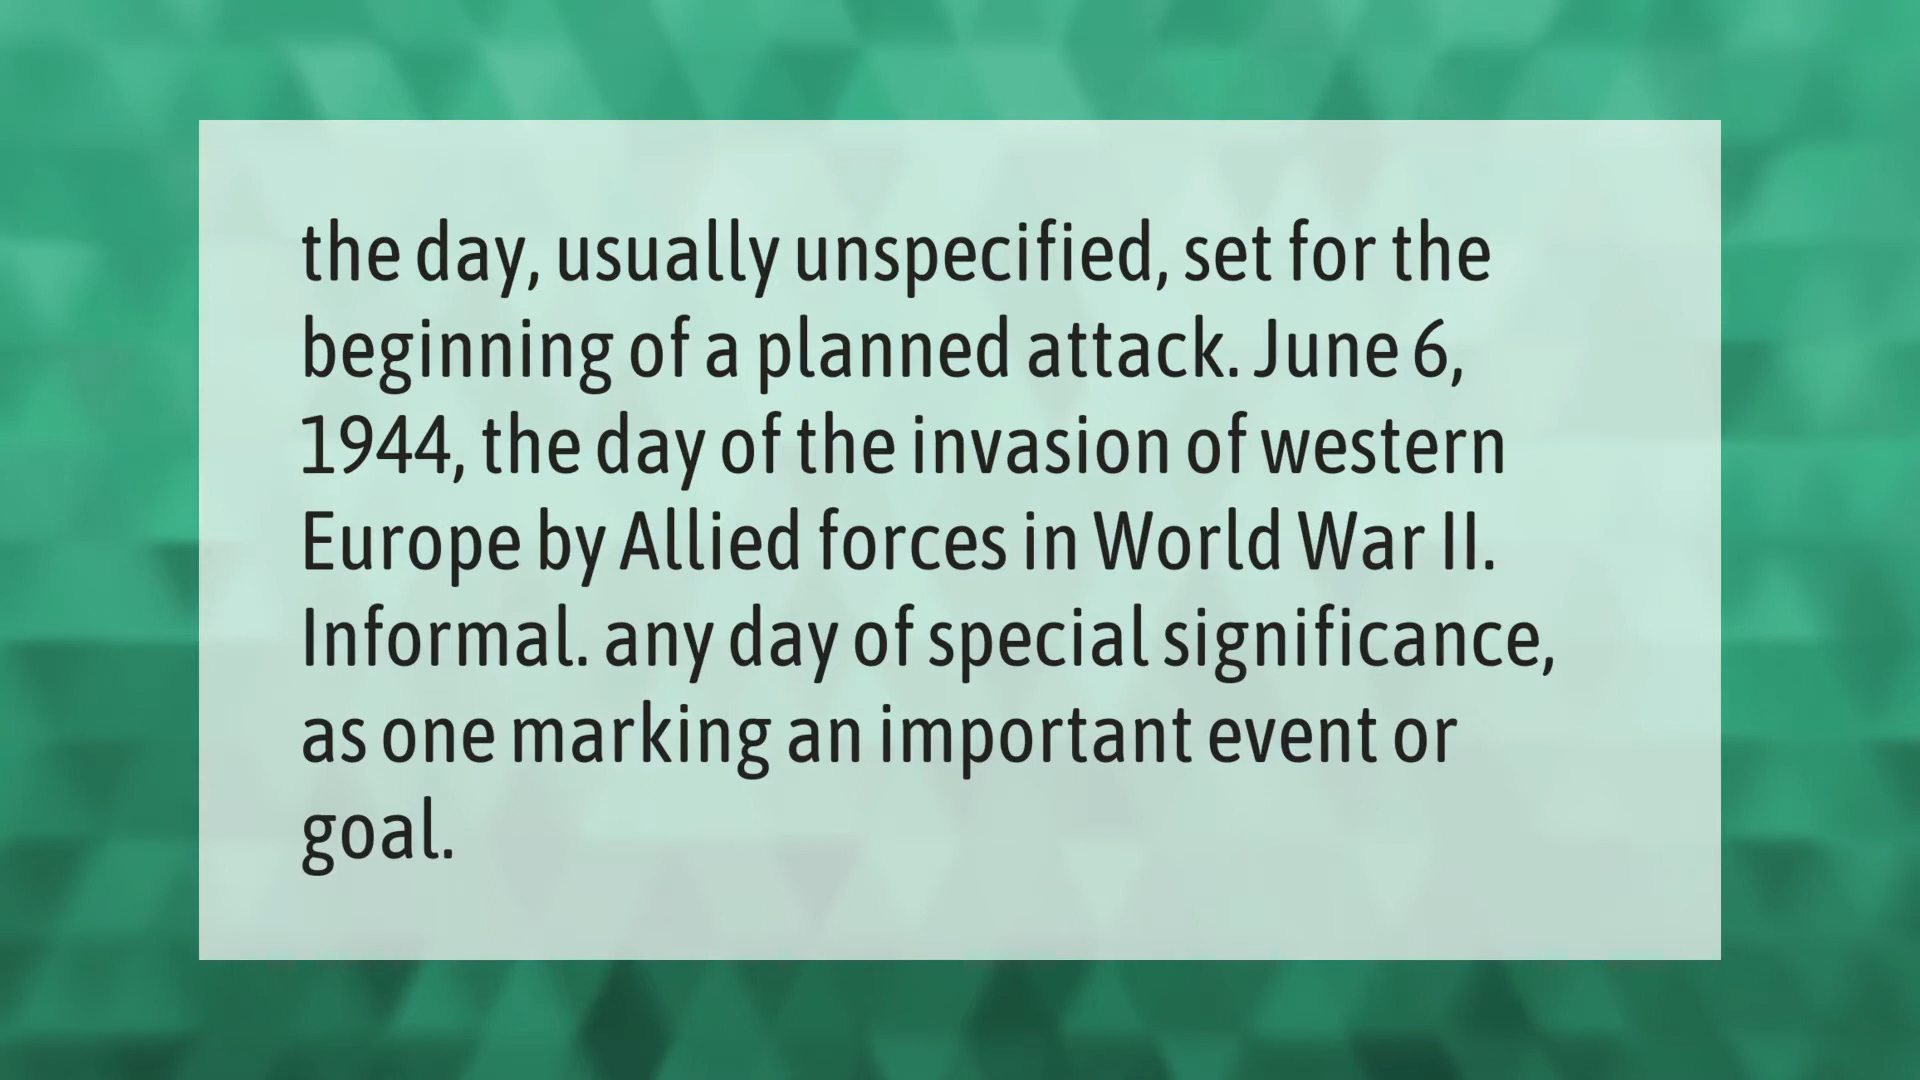 the day, usually unspecified, set for the
beginning of a planned attack. June 6,
1944, the day of the invasion of western
Europe by Allied forces in World War II.
Informal. any day of special significance,
as one marking an important event or
goal.